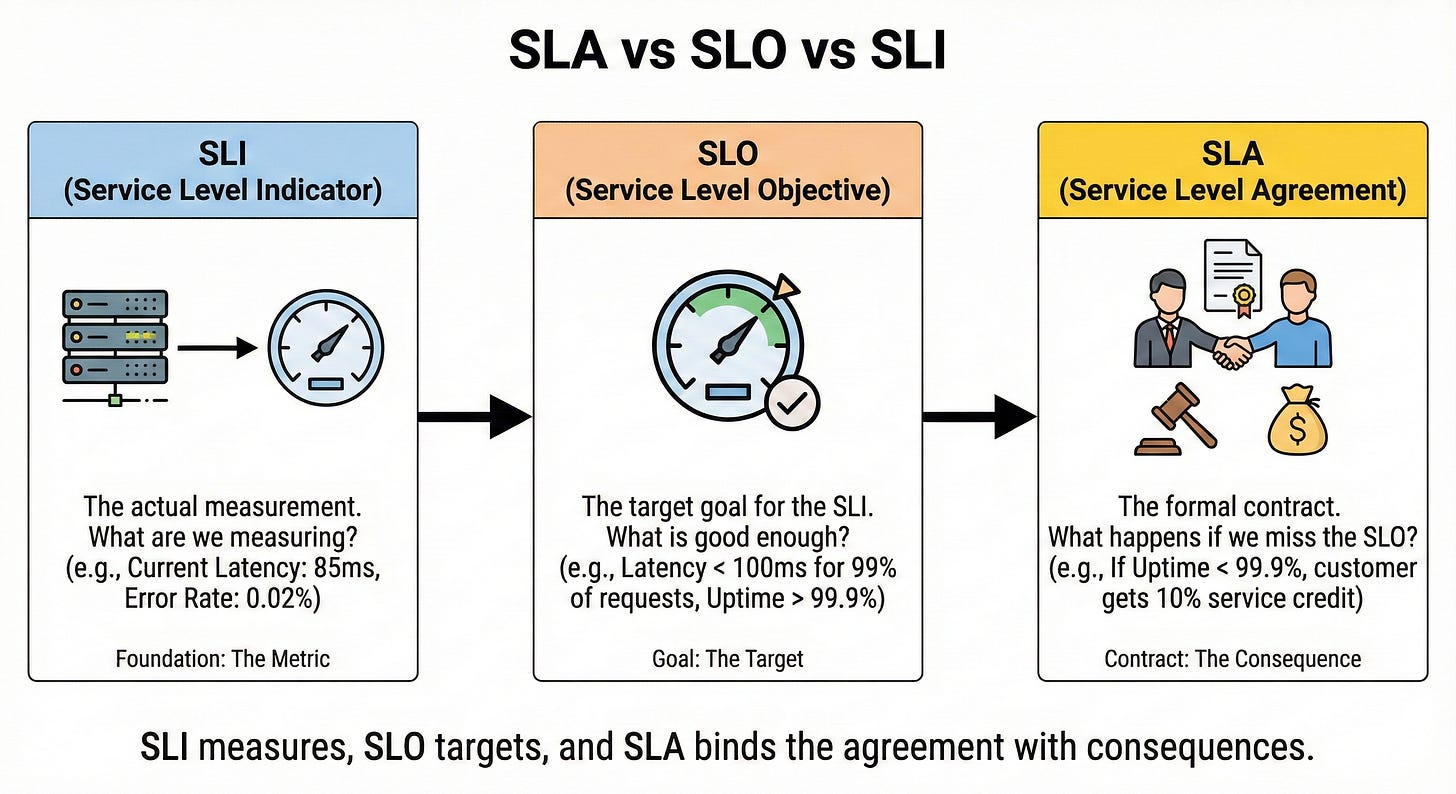 SLA vs SLO vs SLI
SLI
(Service Level Indicator)
The actual measurement.
What are we measuring?
(e.g., Current Latency: 85ms,
Error Rate: 0.02%)
Foundation: The Metric
SLO
(Service Level Objective)
The target goal for the SLI.
What is good enough?
(e.g., Latency < 100ms for 99%
of requests, Uptime > 99.9%)
Goal: The Target
SLA
(Service Level Agreement)
$
The formal contract.
What happens if we miss the SLO?
(e.g., If Uptime < 99.9%, customer
gets 10% service credit)
Contract: The Consequence
SLI measures, SLO targets, and SLA binds the agreement with consequences.